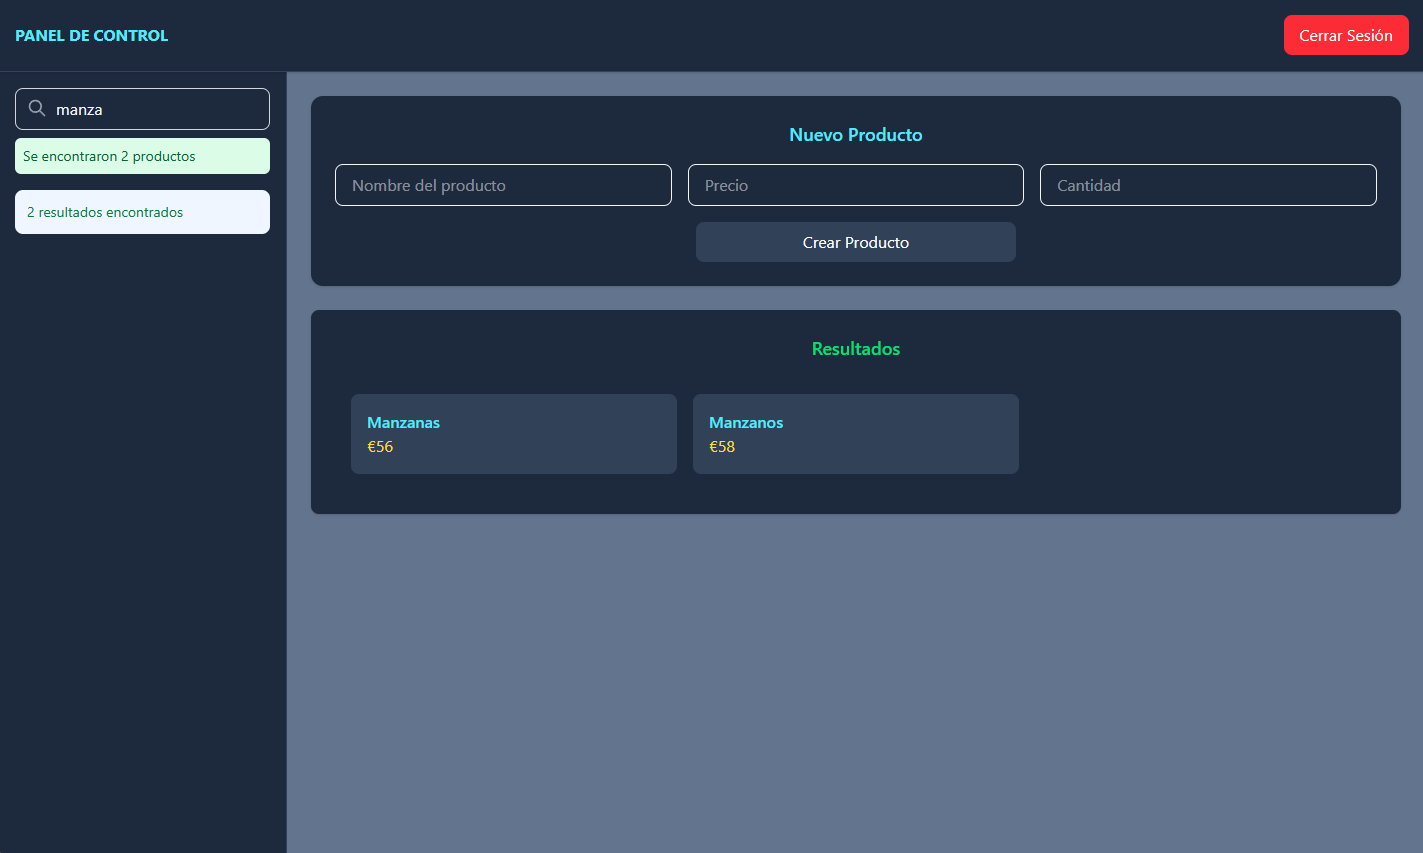 PANEL DE CONTROL
Cerrar Sesión
manza
Se encontraron 2 productos
2 resultados encontrados
Nuevo Producto
Nombre del producto
Precio
Cantidad
Crear Producto
Resultados
Manzanas
€56
Manzanos
€58